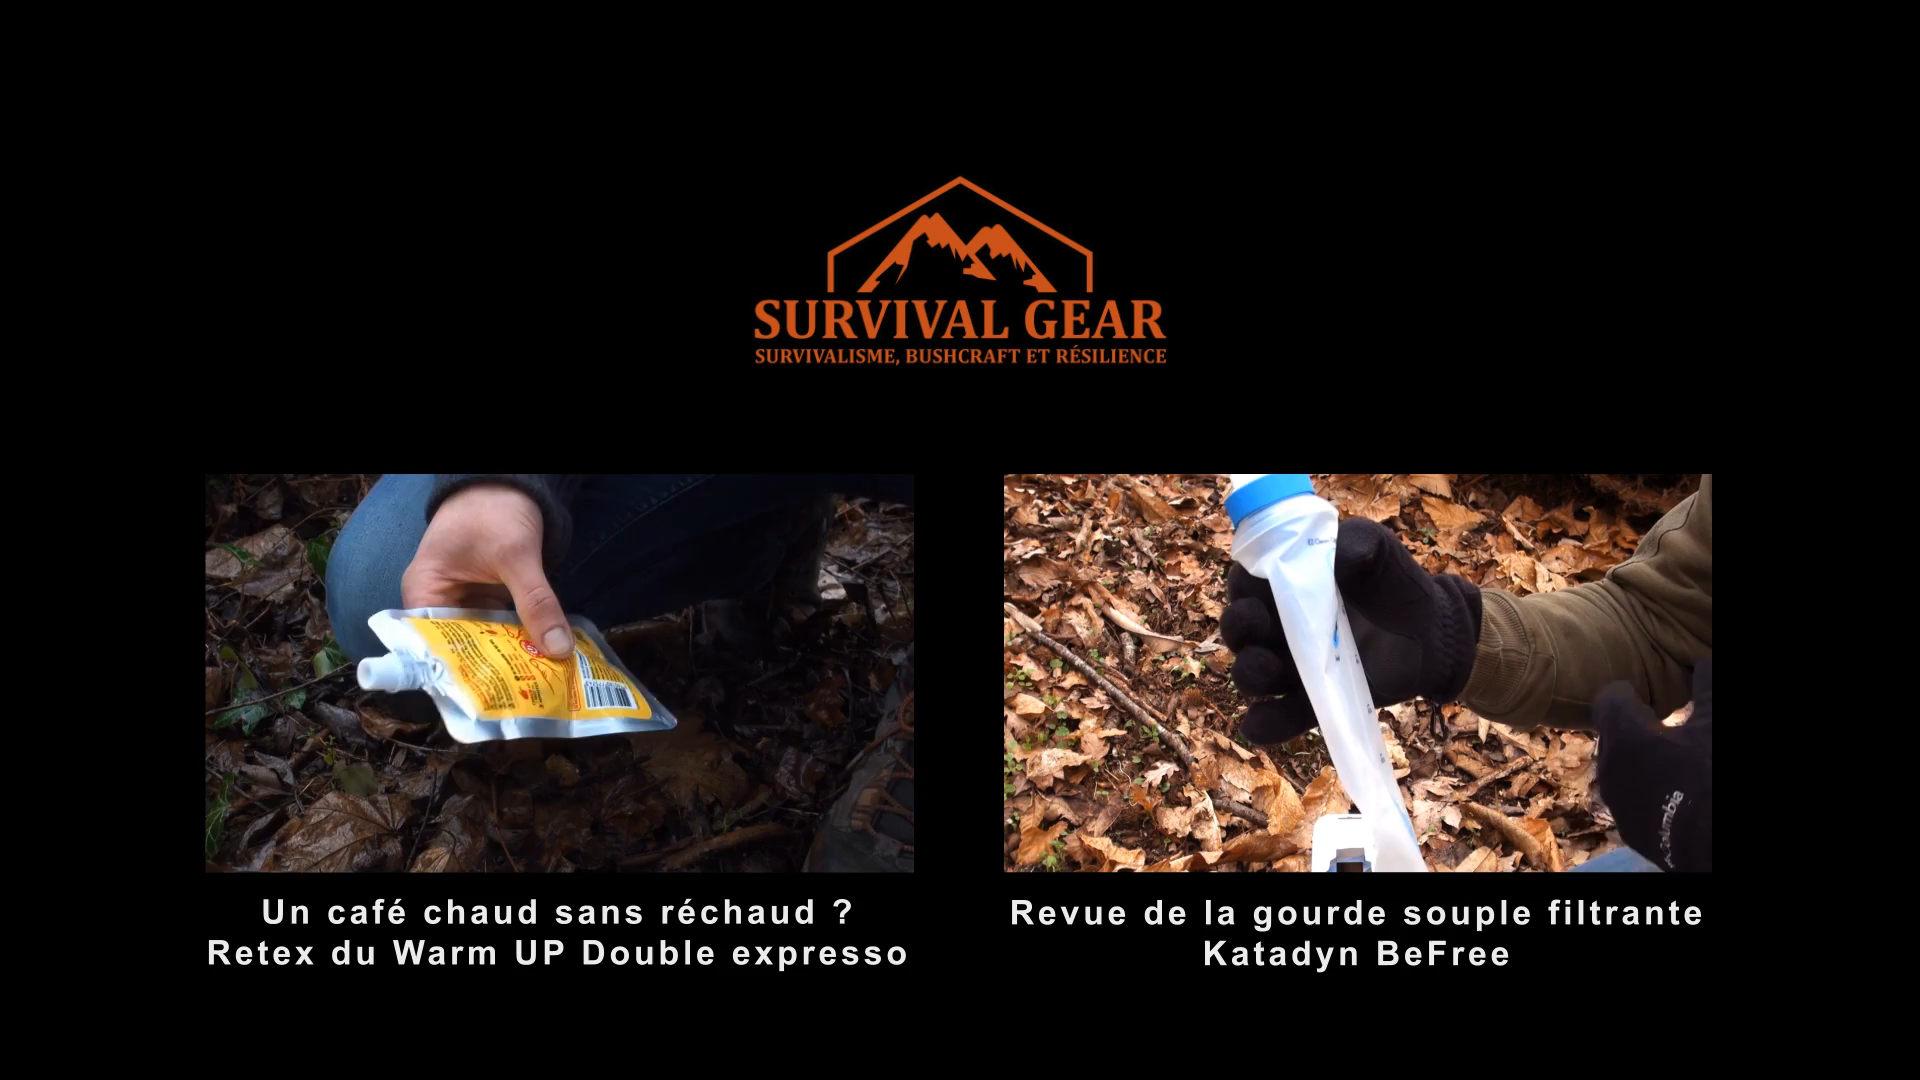 SURVIVAL GEAR
SURVIVALISME, BUSHCRAFT ET RÉSILIENCE
Un café chaud sans réchaud ?
Retex du Warm UP Double expresso
Revue de la gourde souple filtrante
Katadyn BeFree